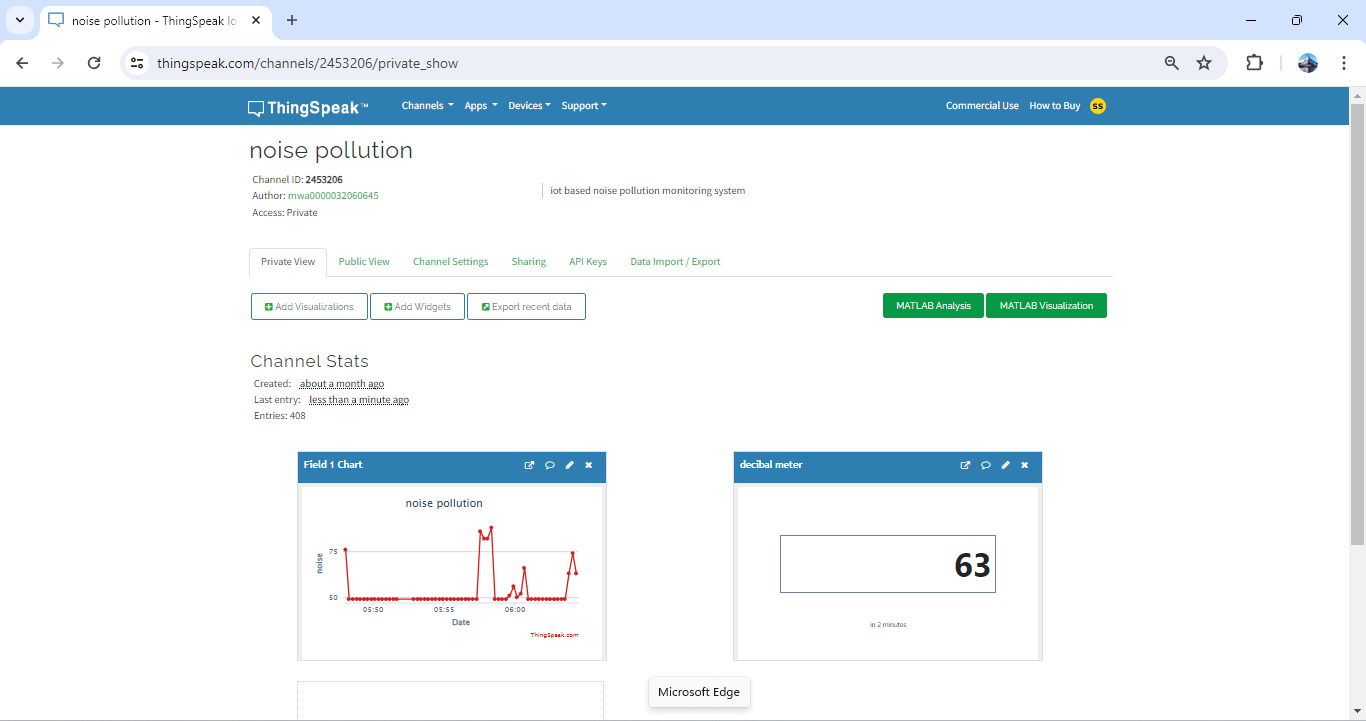 noise pollution - ThingSpeak Io
thingspeak.com/channels/2453206/private_show
ThingSpeak™ Channels Apps Devices Support Commercial Use How to Buy SS
noise pollution
Channel ID: 2453206
Author: mwa0000032060645
Access: Private
iot based noise pollution monitoring system
Private View Public View Channel Settings Sharing API Keys Data Import / Export
Add Visualizations Add Widgets Export recent data MATLAB Analysis MATLAB Visualization
Channel Stats
Created: about a month ago
Last entry: less than a minute ago
Entries: 408
Field 1 Chart
noise pollution
noise
75
50
05:50 05:55 06:00
Date
ThingSpeak.com
decibal meter
63
in 2 minutes
Microsoft Edge